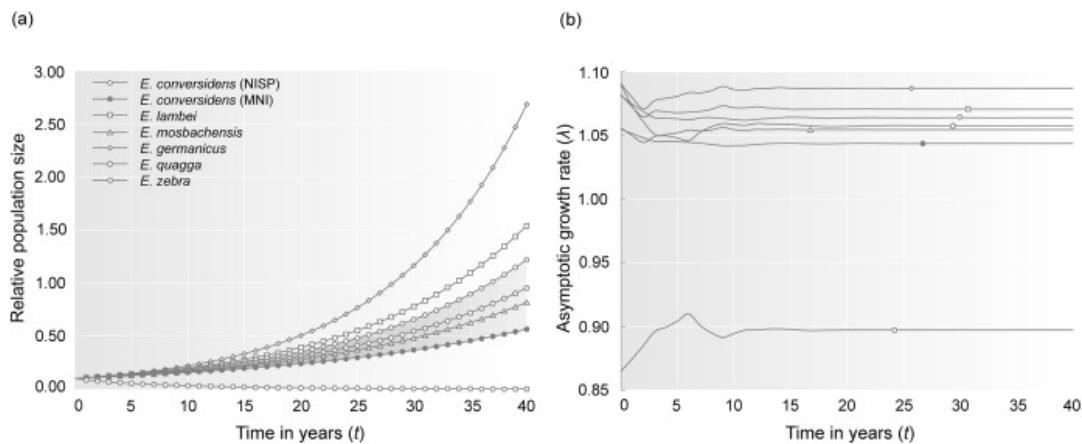 (a)
(b)
Relative population size
3.00
2.50
2.00
1.50
1.00
0.50
0.00
E. conversidens (NISP)
E. conversidens (MNI)
E. lambei
E. mosbachensis
E. germanicus
E. quagga
E. zebra
0 5 10 15 20 25 30 35 40
Time in years (t)
Asymptotic growth rate (λ)
1.10
1.05
1.00
0.95
0.90
0.85
0 5 10 15 20 25 30 35 40
Time in years (t)